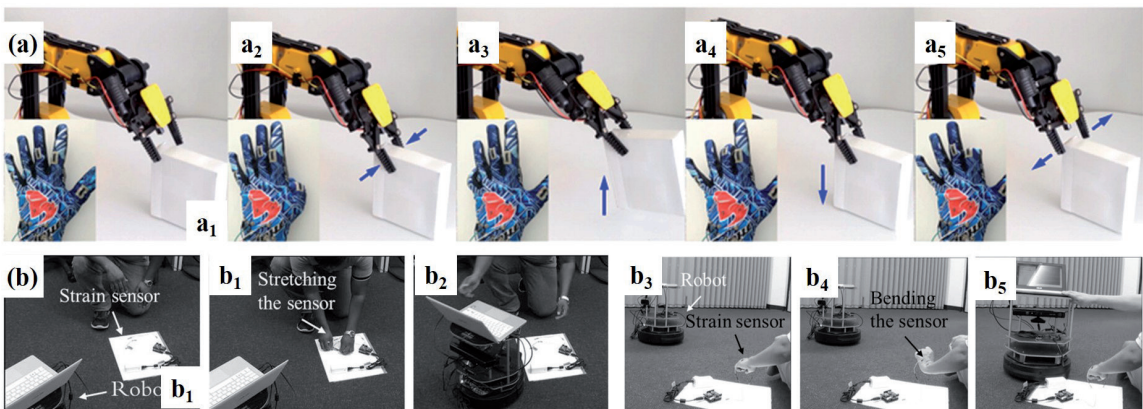 (a)
a1
a2
a3
a4
a5
(b)
Strain sensor
Robot
b1
b1
Stretching
the sensor
b2
b3
Robot
Strain sensor
b4
Bending
the sensor
b5